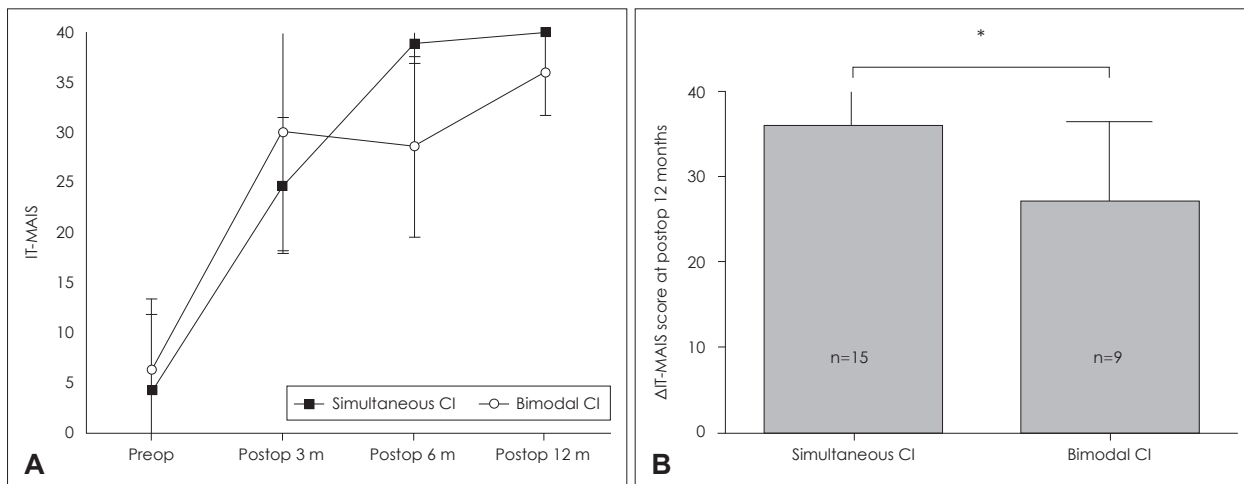 IT-MAIS
40
35
30
25
20
15
10
5
0
Simultaneous CI
Bimodal CI
Preop
Postop 3 m
Postop 6 m
Postop 12 m
A
*
ΔIT-MAIS score at postop 12 months
40
30
20
10
0
n=15
n=9
Simultaneous CI
Bimodal CI
B